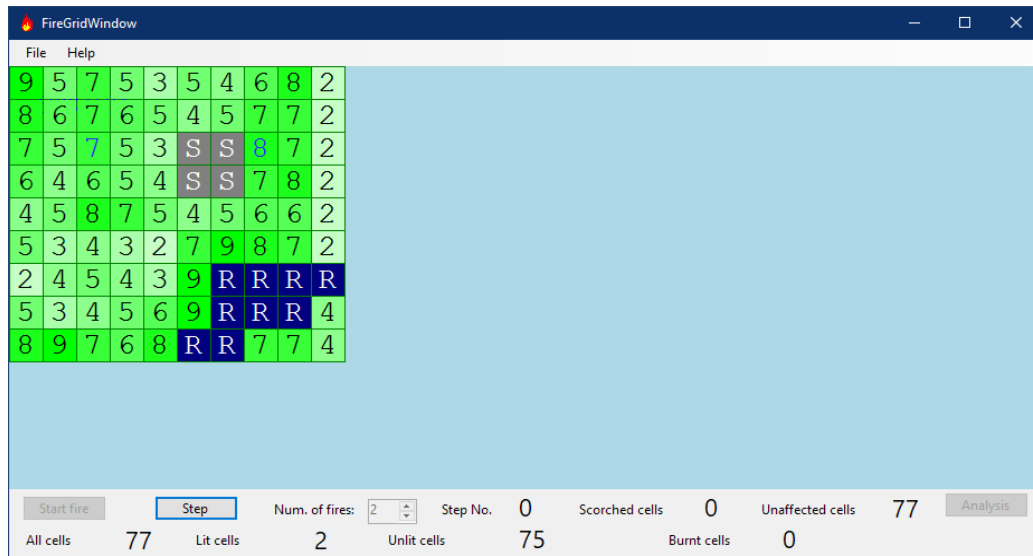 FireGridWindow
File Help
9 5 7 5 3 5 4 6 8 2
8 6 7 6 5 4 5 7 7 2
7 5 7 5 3 S S 8 7 2
6 4 6 5 4 S S 7 8 2
4 5 8 7 5 4 5 6 6 2
5 3 4 3 2 7 9 8 7 2
2 4 5 4 3 9 R R R R
5 3 4 5 6 9 R R R 4
8 9 7 6 8 R R 7 7 4
Start fire Step Num. of fires: 2 Step No. 0 Scorched cells 0 Unaffected cells 77 Analysis
All cells 77 Lit cells 2 Unlit cells 75 Burnt cells 0